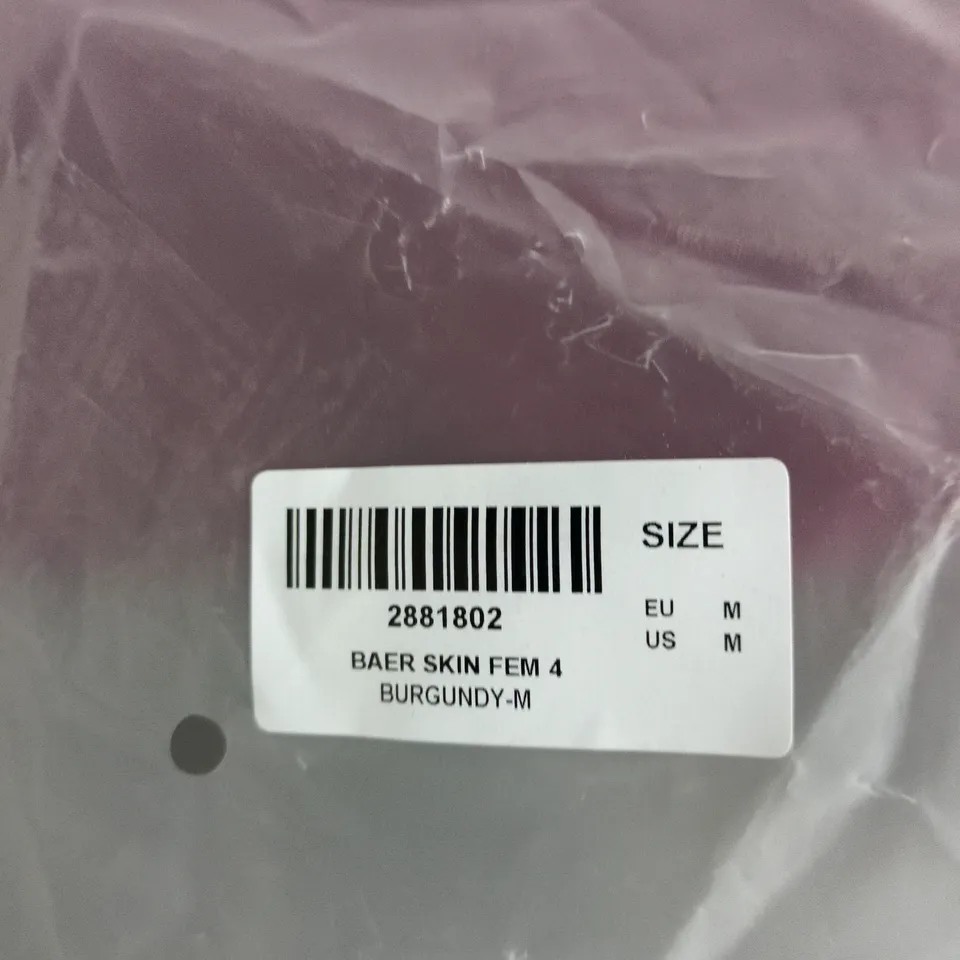 2881802
BAER SKIN FEM 4
BURGUNDY-M
SIZE
EU M
US M